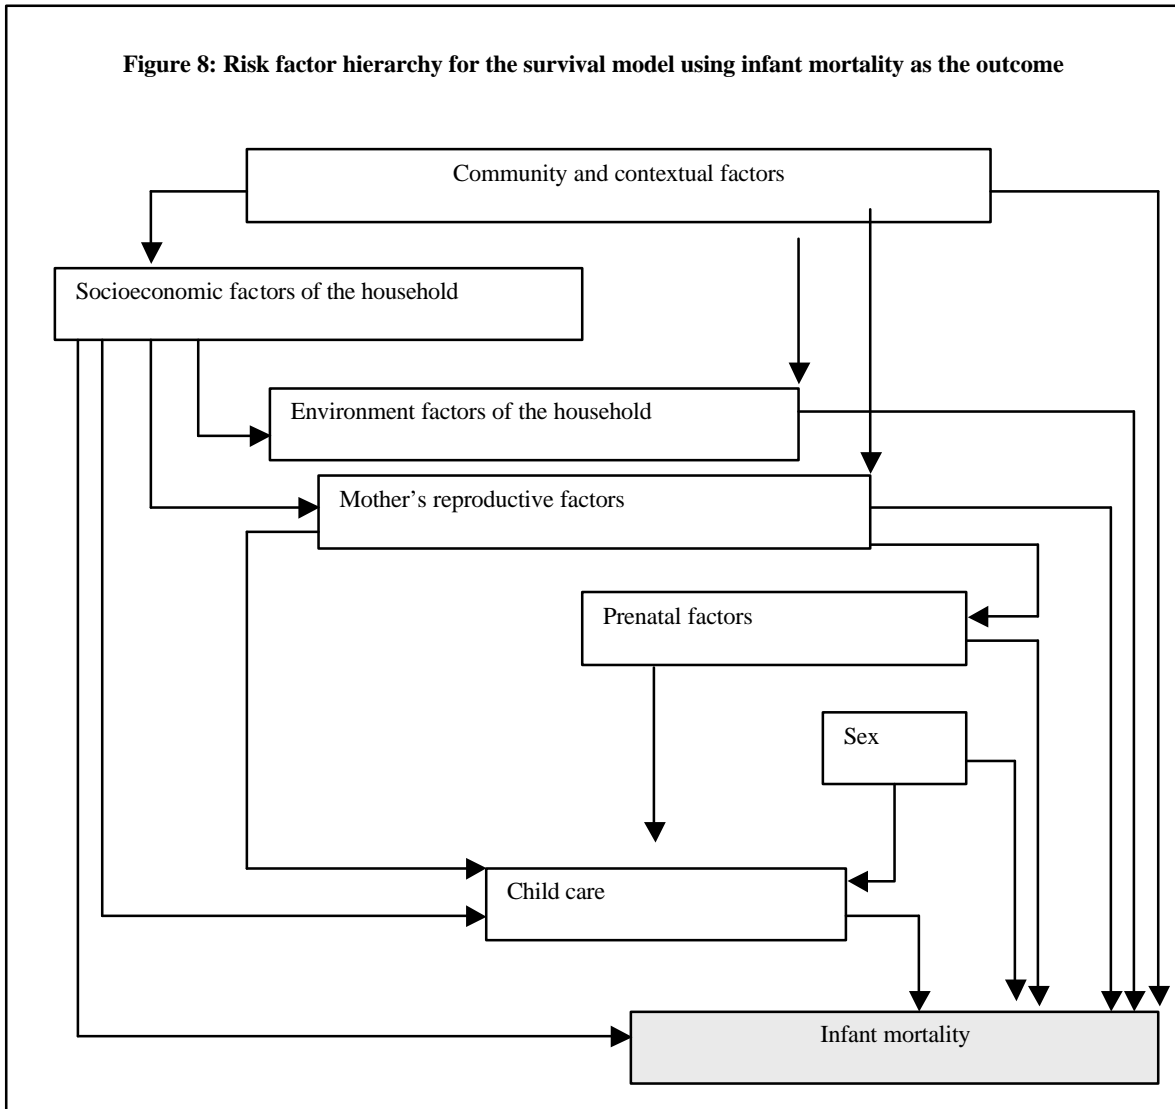 Figure 8: Risk factor hierarchy for the survival model using infant mortality as the outcome
Community and contextual factors
Socioeconomic factors of the household
Environment factors of the household
Mother’s reproductive factors
Prenatal factors
Sex
Child care
Infant mortality